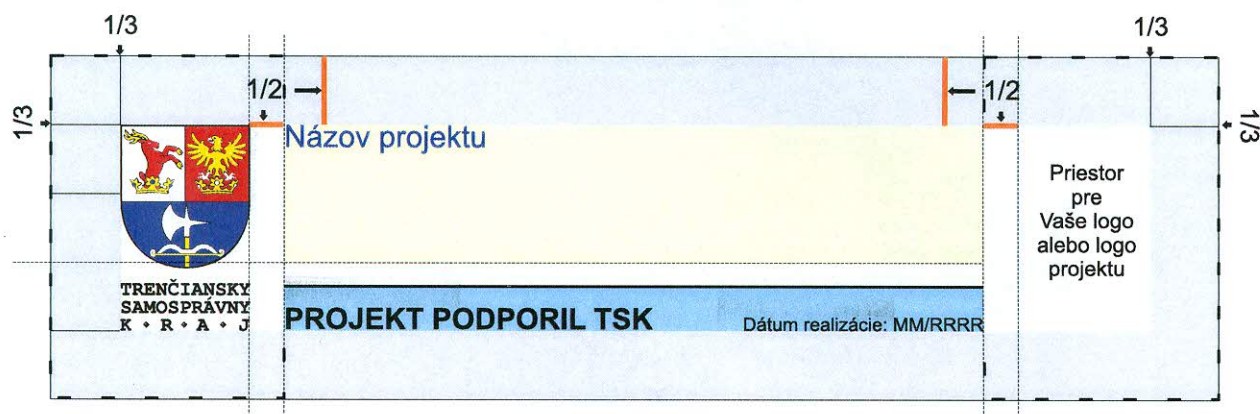 1/3
1/3
1/2
1/2
1/3
1/3
Názov projektu
Priestor
pre
Vaše logo
alebo logo
projektu
TRENČIANSKY
SAMOSPRÁVNY
K • R • A • J
PROJEKT PODPORIL TSK
Dátum realizácie: MM/RRRR